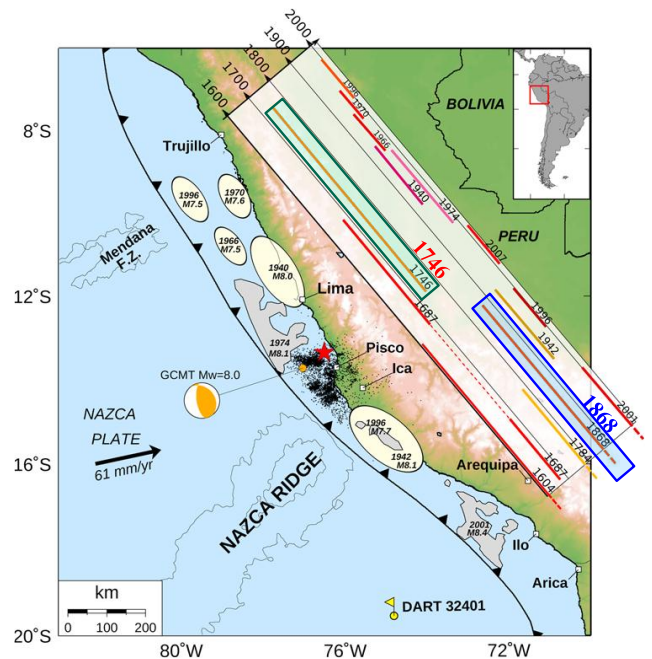 2000
1900
1800
1700
1600
1996
1970
1966
1940
1974
2007
1996
1942
2001
1746
1746
1687
1868
1868
1784
1687
1604
BOLIVIA
PERU
8°S
12°S
16°S
20°S
80°W
76°W
72°W
Trujillo
1996
M7.5
1970
M7.6
1966
M7.5
Mendana
F.Z.
1940
M8.0
Lima
1974
M8.1
Pisco
Ica
GCMT Mw=8.0
NAZCA
PLATE
61 mm/yr
NAZCA RIDGE
1996
M7.7
1942
M8.1
Arequipa
2001
M8.4
Ilo
Arica
DART 32401
km
0 50 100 200